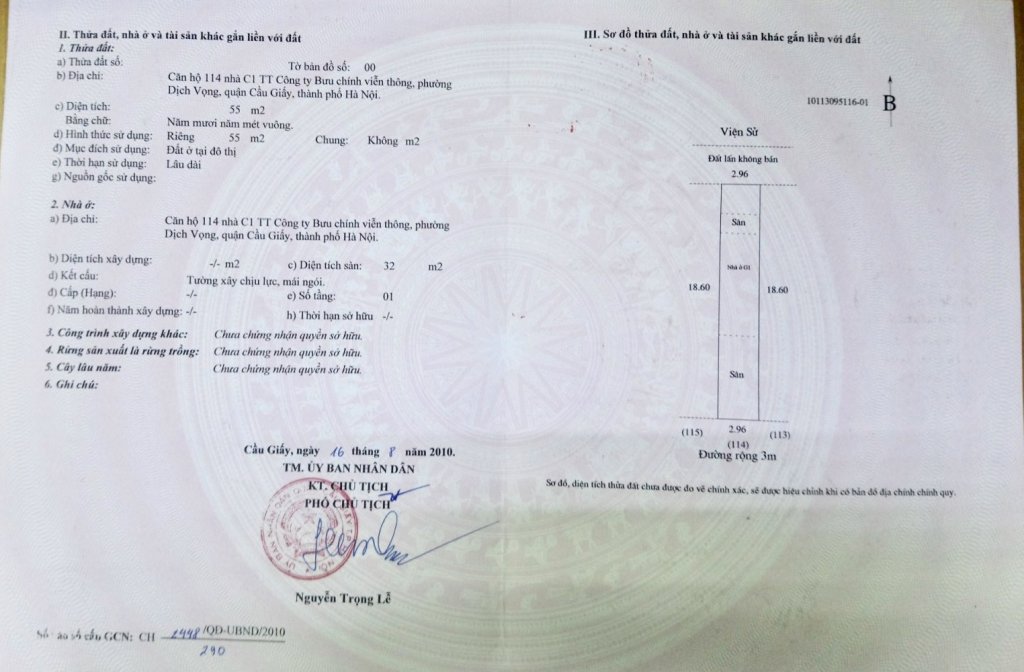 II. Thửa đất, nhà ở và tài sản khác gắn liền với đất
1. Thửa đất:
a) Thửa đất số: Tờ bản đồ số: 00
b) Địa chỉ: Căn hộ 114 nhà C1 TT Công ty Bưu chính viễn thông, phường
Dịch Vọng, quận Cầu Giấy, thành phố Hà Nội.
c) Diện tích: 55 m2
Bằng chữ: Năm mươi năm mét vuông.
d) Hình thức sử dụng: Riêng 55 m2 Chung: Không m2
đ) Mục đích sử dụng: Đất ở tại đô thị
e) Thời hạn sử dụng: Lâu dài
g) Nguồn gốc sử dụng:
2. Nhà ở:
a) Địa chỉ: Căn hộ 114 nhà C1 TT Công ty Bưu chính viễn thông, phường
Dịch Vọng, quận Cầu Giấy, thành phố Hà Nội.
b) Diện tích xây dựng: -/- m2 c) Diện tích sàn: 32 m2
d) Kết cấu: Tường xây chịu lực, mái ngói.
đ) Cấp (Hạng): -/- e) Số tầng: 01
f) Năm hoàn thành xây dựng: -/- h) Thời hạn sở hữu -/-
3. Công trình xây dựng khác: Chưa chứng nhận quyền sở hữu.
4. Rừng sản xuất là rừng trồng: Chưa chứng nhận quyền sở hữu.
5. Cây lâu năm: Chưa chứng nhận quyền sở hữu.
6. Ghi chú:
Cầu Giấy, ngày 16 tháng 8 năm 2010.
TM. ỦY BAN NHÂN DÂN
KT. CHỦ TỊCH
PHÓ CHỦ TỊCH
Nguyễn Trọng Lễ
Số vào sổ cấp GCN: CH 2448/QĐ-UBND/2010
290
III. Sơ đồ thửa đất, nhà ở và tài sản khác gắn liền với đất
10113095116-01 B
Viện Sử
Đất lấn không bán
2.96
Sân
Nhà ở G1
18.60 18.60
Sân
(115) 2.96 (113)
(114)
Đường rộng 3m
Sơ đồ, diện tích thửa đất chưa được đo vẽ chính xác, sẽ được hiệu chỉnh khi có bản đồ địa chính chính quy.